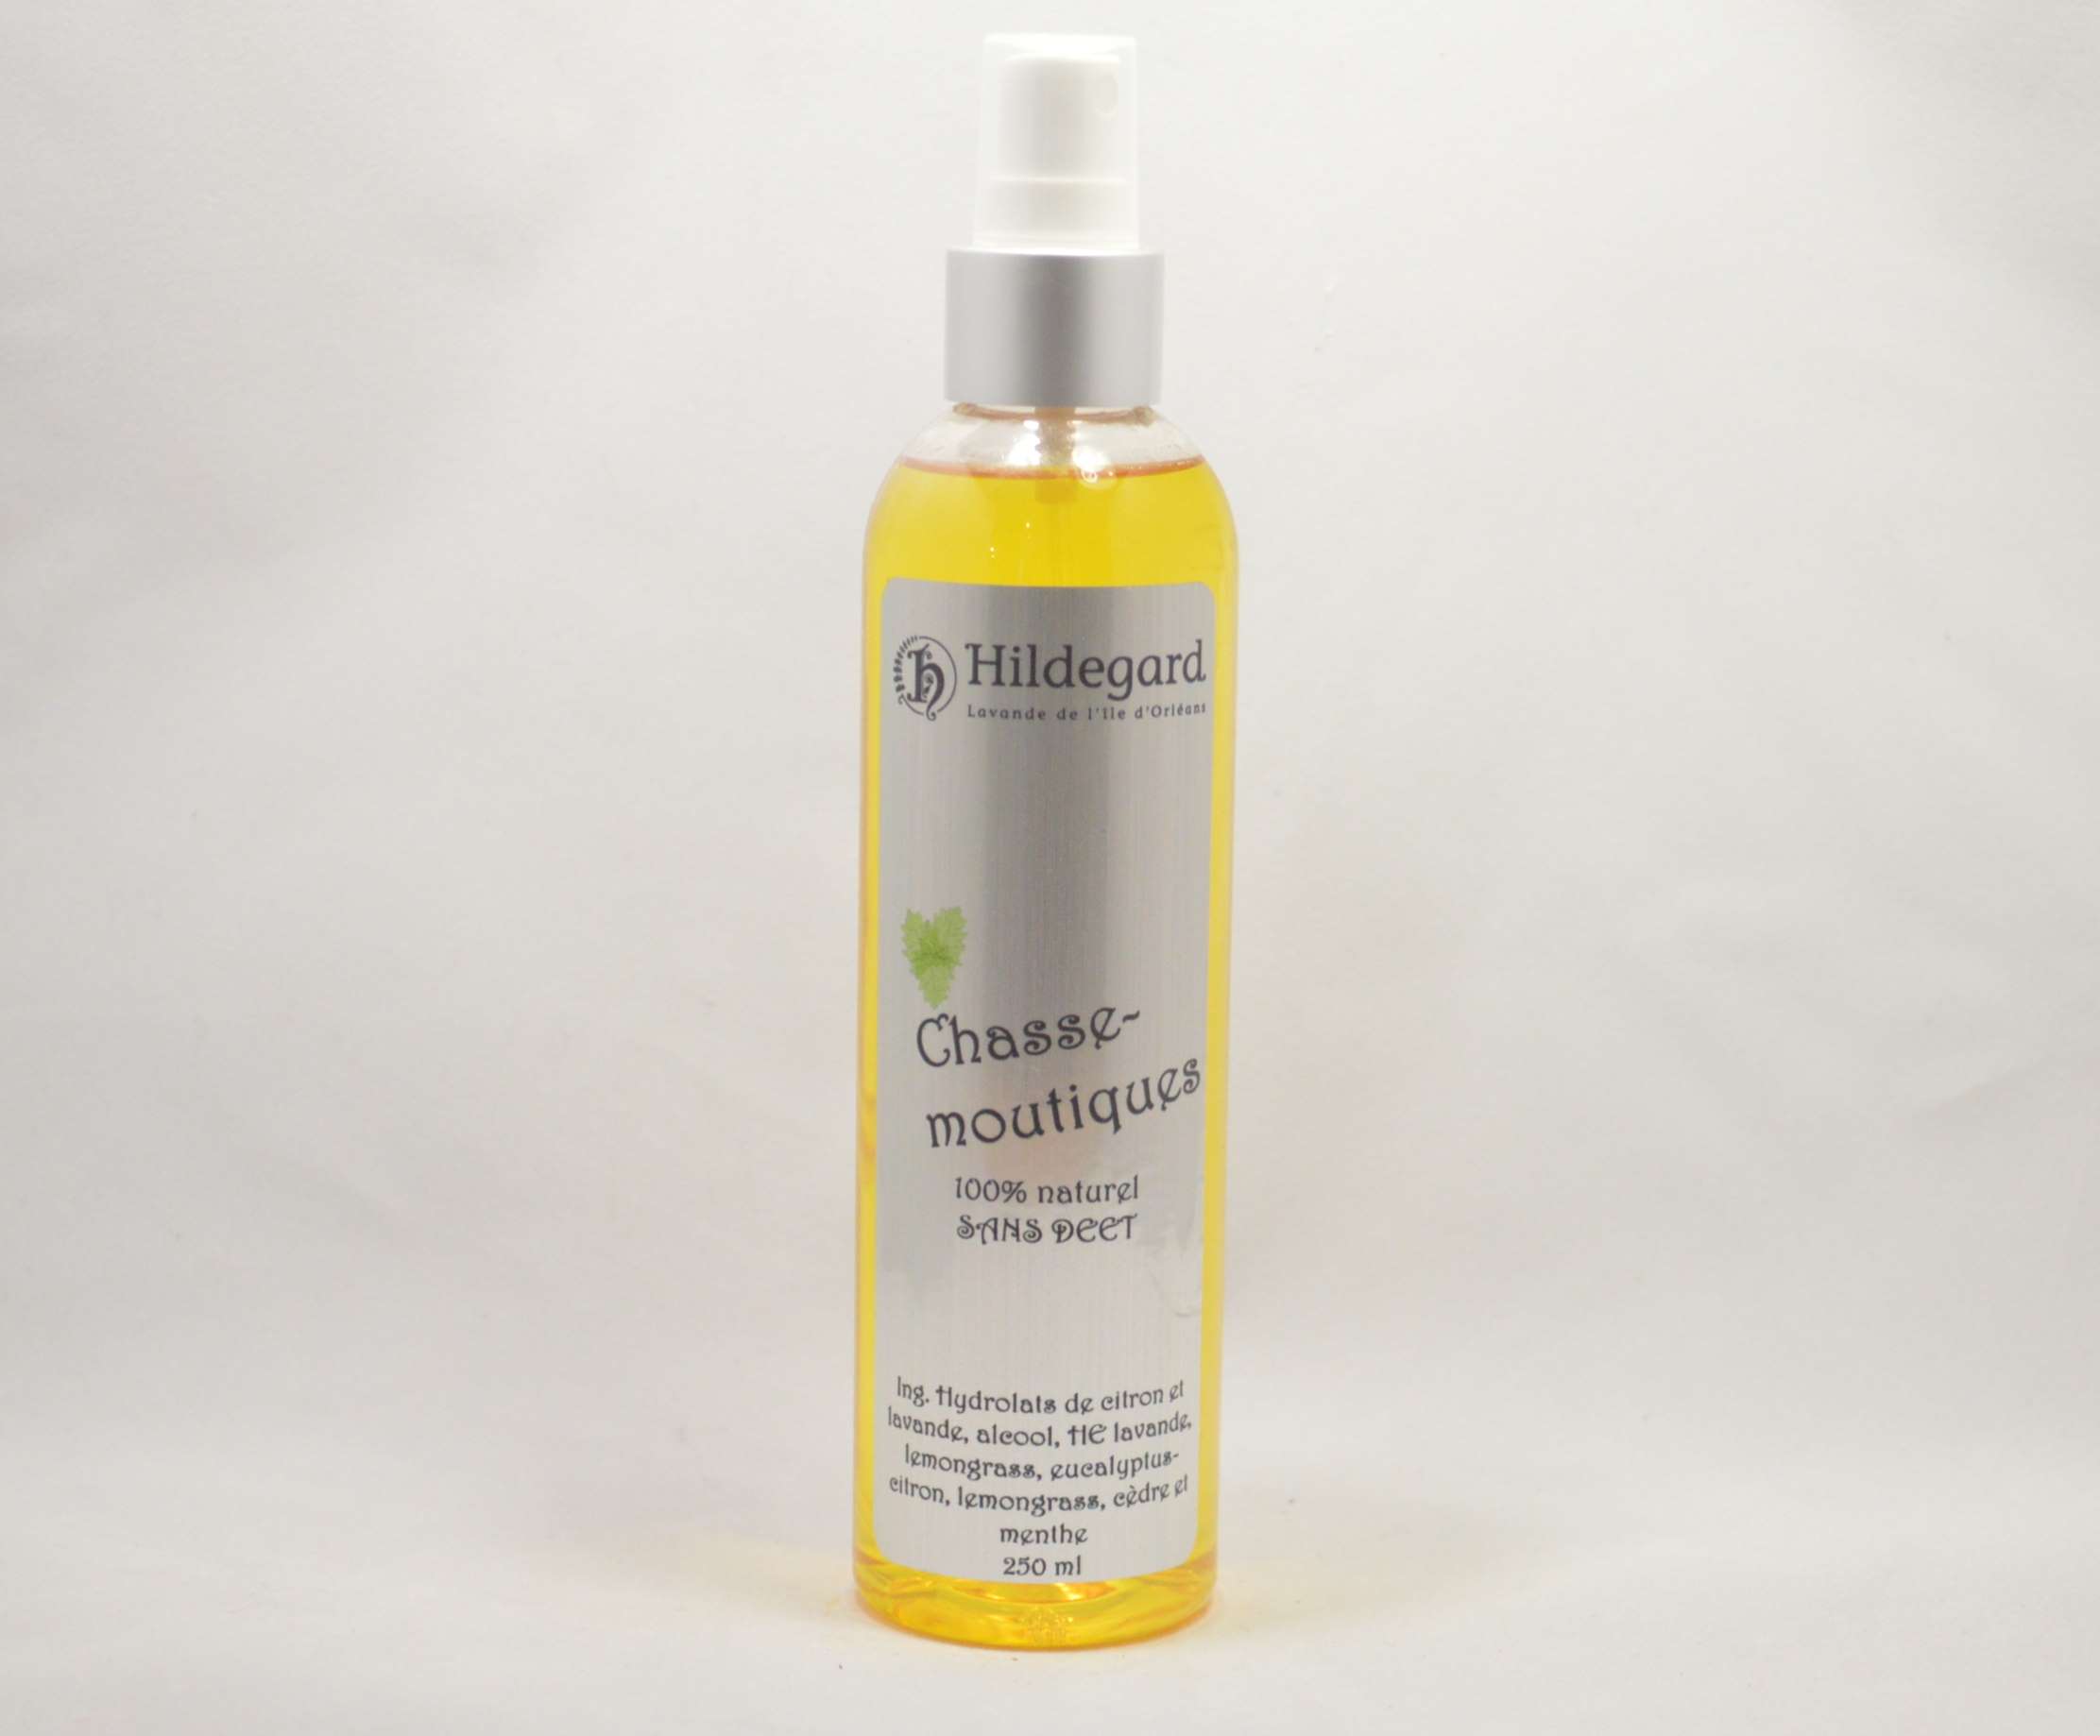 Hildegard
Lavande de l'île d'Orléans
Chasse-
moutiques
100% naturel
SANS DEET
Ing. Hydrolats de citron et
lavande, alcool, HE lavande,
lemongrass, eucalyptus-
citron, lemongrass, cèdre et
menthe
250 ml